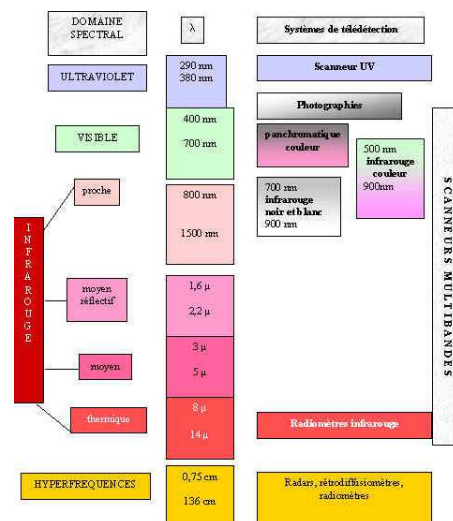 DOMAINE
SPECTRAL
λ
Systèmes de télédétection
ULTRAVIOLET
290 nm
380 nm
Scanneur UV
Photographies
VISIBLE
400 nm
700 nm
panchromatique
couleur
500 nm
infrarouge
couleur
900nm
proche
800 nm
1500 nm
700 nm
infrarouge
noir et blanc
900 nm
INFRAROUGE
SCANNEURS MULTIBANDES
moyen
réflectif
1,6 µ
2,2 µ
moyen
3 µ
5 µ
thermique
8 µ
14 µ
Radiomètres infrarouge
HYPERFREQUENCES
0,75 cm
136 cm
Radars, rétrodiffusiomètres,
radiomètres